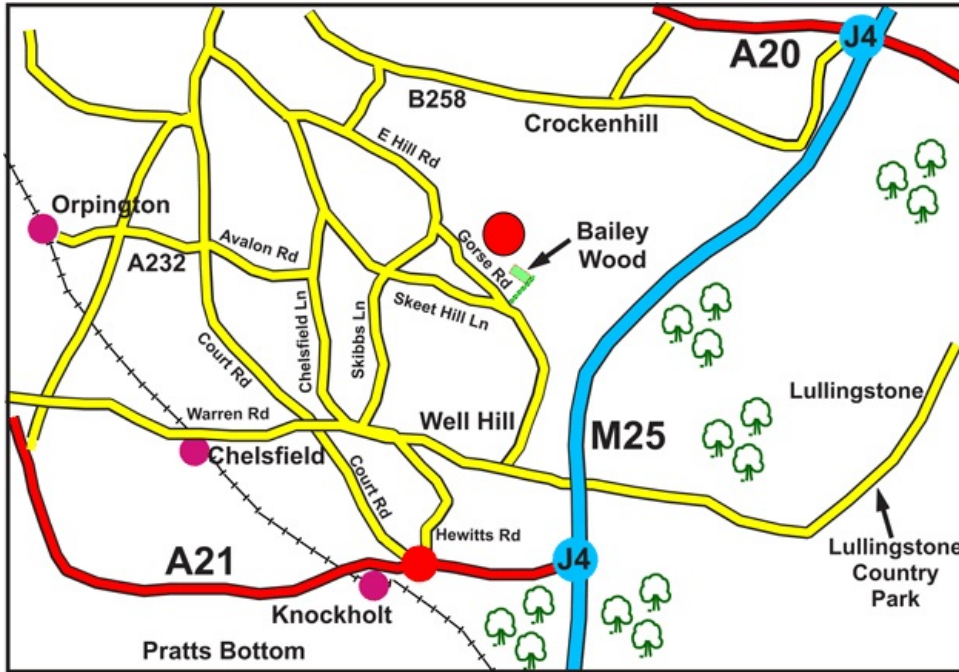 J4
A20
B258
Crockenhill
E Hill Rd
Orpington
Avalon Rd
A232
Gorse Rd
Bailey
Wood
Skeet Hill Ln
Chelsfield Ln
Skibbs Ln
Court Rd
Warren Rd
Well Hill
M25
Lullingstone
Chelsfield
Court Rd
Hewitts Rd
A21
J4
Lullingstone
Country
Park
Knockholt
Pratts Bottom